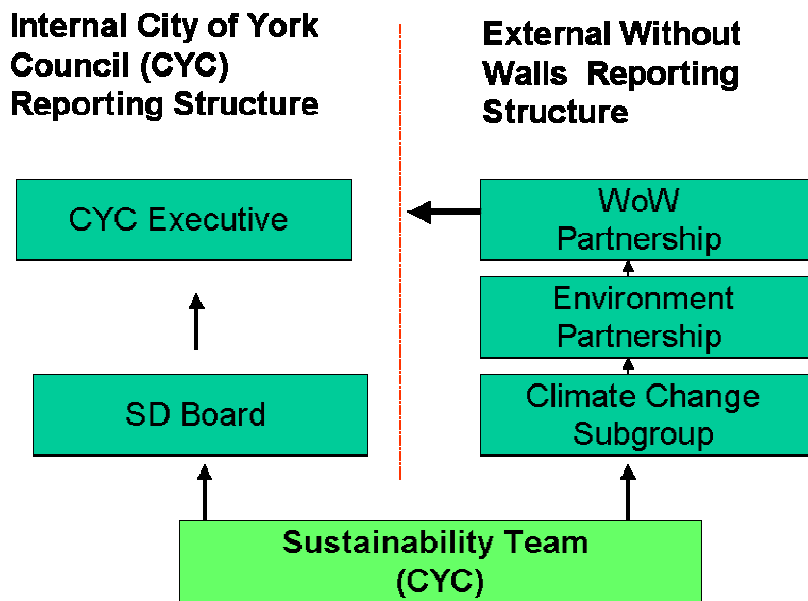 Internal City of York
Council (CYC)
Reporting Structure
External Without
Walls Reporting
Structure
CYC Executive
WoW
Partnership
Environment
Partnership
SD Board
Climate Change
Subgroup
Sustainability Team
(CYC)